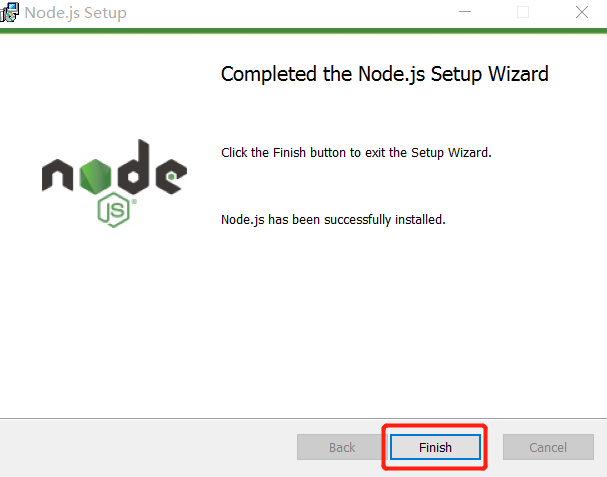 Node.js Setup
Completed the Node.js Setup Wizard
Click the Finish button to exit the Setup Wizard.
node
JS
Node.js has been successfully installed.
Back
Finish
Cancel